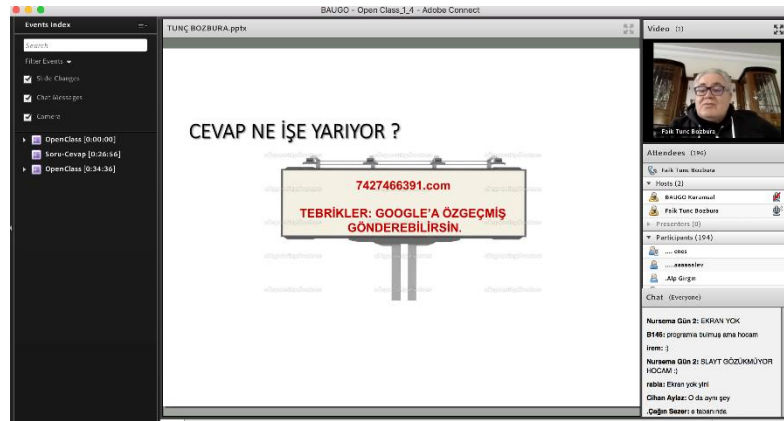 BAUGO - Open Class_1_4 - Adobe Connect
Events Index
Search
Filter Events
Slide Changes
Chat Messages
Camera
OpenClass [0:00:00]
Soru-Cevap [0:26:56]
OpenClass [0:34:36]
TUNÇ BOZBURA.pptx
CEVAP NE İŞE YARIYOR ?
7427466391.com
TEBRİKLER: GOOGLE'A ÖZGEÇMİŞ
GÖNDEREBİLİRSİN.
Video (1)
Faik Tunc Bozbura
Attendees (196)
Faik Tunc Bozbura
Hosts (2)
BAUGO Kurumsal
Faik Tunc Bozbura
Presenters (0)
Participants (194)
.Alp Girgin
Chat (Everyone)
Nursema Gün 2: EKRAN YOK
B146: programla bulmuş ama hocam
irem: :)
Nursema Gün 2: SLAYT GÖZÜKMÜYOR
HOCAM :)
rabia: Ekran yok yini
Cihan Aylaz: O da aynı şey
.Çağın Sezer: e tabanında